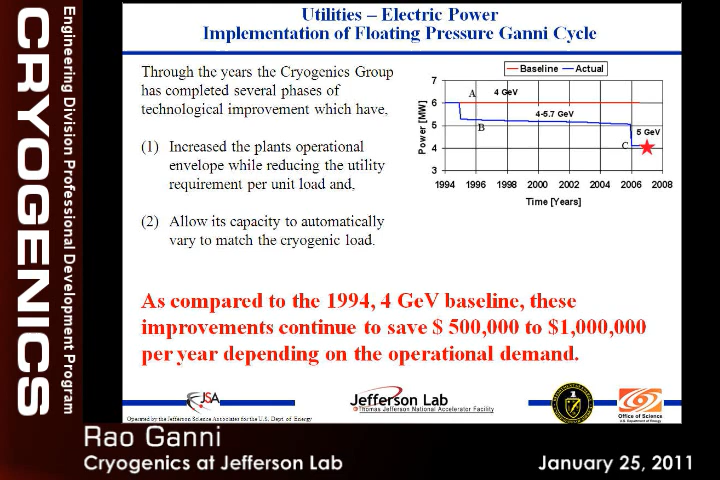 CRYOGENICS
Engineering Division Professional Development Program
Utilities – Electric Power
Implementation of Floating Pressure Ganni Cycle
Through the years the Cryogenics Group
has completed several phases of
technological improvement which have,
(1) Increased the plants operational
envelope while reducing the utility
requirement per unit load and,
(2) Allow its capacity to automatically
vary to match the cryogenic load.
Baseline Actual
Power [MW]
7
6
5
4
3
A
4 GeV
B
4-5.7 GeV
C
5 GeV
1994 1996 1998 2000 2002 2004 2006 2008
Time [Years]
As compared to the 1994, 4 GeV baseline, these
improvements continue to save $ 500,000 to $1,000,000
per year depending on the operational demand.
JSA
Operated by the Jefferson Science Associates for the U.S. Dept. of Energy
Jefferson Lab
Thomas Jefferson National Accelerator Facility
Office of Science
U.S. Department of Energy
Rao Ganni
Cryogenics at Jefferson Lab
January 25, 2011